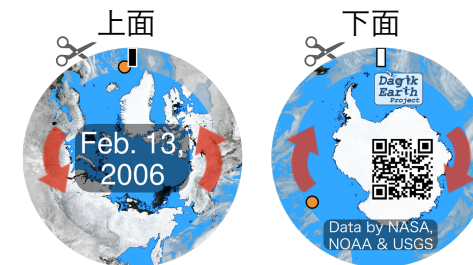 上面
下面
Feb. 13,
2006
Dagik
Earth
Project
Data by NASA,
NOAA & USGS